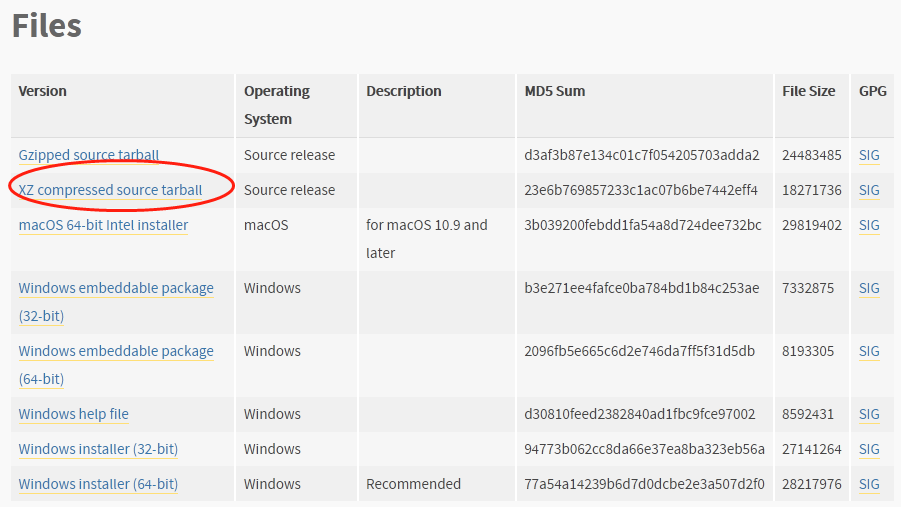 Files
Version Operating System Description MD5 Sum File Size GPG
Gzipped source tarball Source release d3af3b87e134c01c7f054205703adda2 24483485 SIG
XZ compressed source tarball Source release 23e6b769857233c1ac07b6be7442eff4 18271736 SIG
macOS 64-bit Intel installer macOS for macOS 10.9 and later 3b039200febdd1fa54a8d724dee732bc 29819402 SIG
Windows embeddable package (32-bit) Windows b3e271ee4fafce0ba784bd1b84c253ae 7332875 SIG
Windows embeddable package (64-bit) Windows 2096fb5e665c6d2e746da7ff5f31d5db 8193305 SIG
Windows help file Windows d30810feed2382840ad1fbc9fce97002 8592431 SIG
Windows installer (32-bit) Windows 94773b062cc8da66e37ea8ba323eb56a 27141264 SIG
Windows installer (64-bit) Windows Recommended 77a54a14239b6d7d0dcbe2e3a507d2f0 28217976 SIG